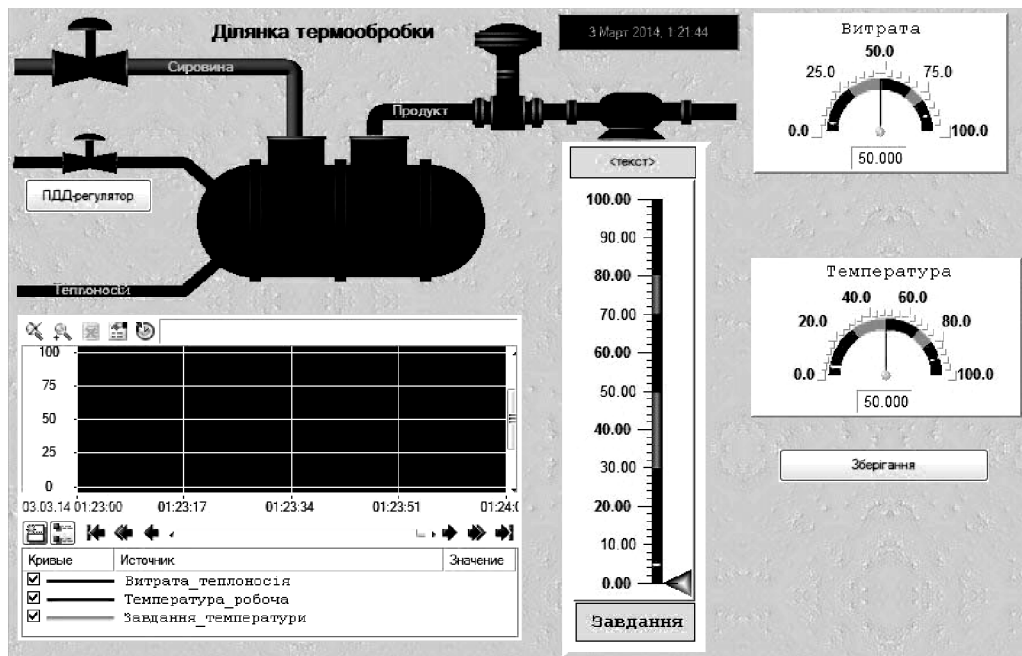 Ділянка термообробки
3 Март 2014, 1:21:44
Сировина
Продукт
ПДД-регулятор
Теплоносій
Витрата
50.0
25.0 75.0
0.0 100.0
50.000
<текст>
100.00
90.00
80.00
70.00
60.00
50.00
40.00
30.00
20.00
10.00
0.00
Завдання
Температура
40.0 60.0
20.0 80.0
0.0 100.0
50.000
Зберігання
100
75
50
25
0
03.03.14 01:23:00 01:23:17 01:23:34 01:23:51 01:24:0
Кривые Источник Значение
Витрата_теплоносія
Температура_робоча
Завдання_температури